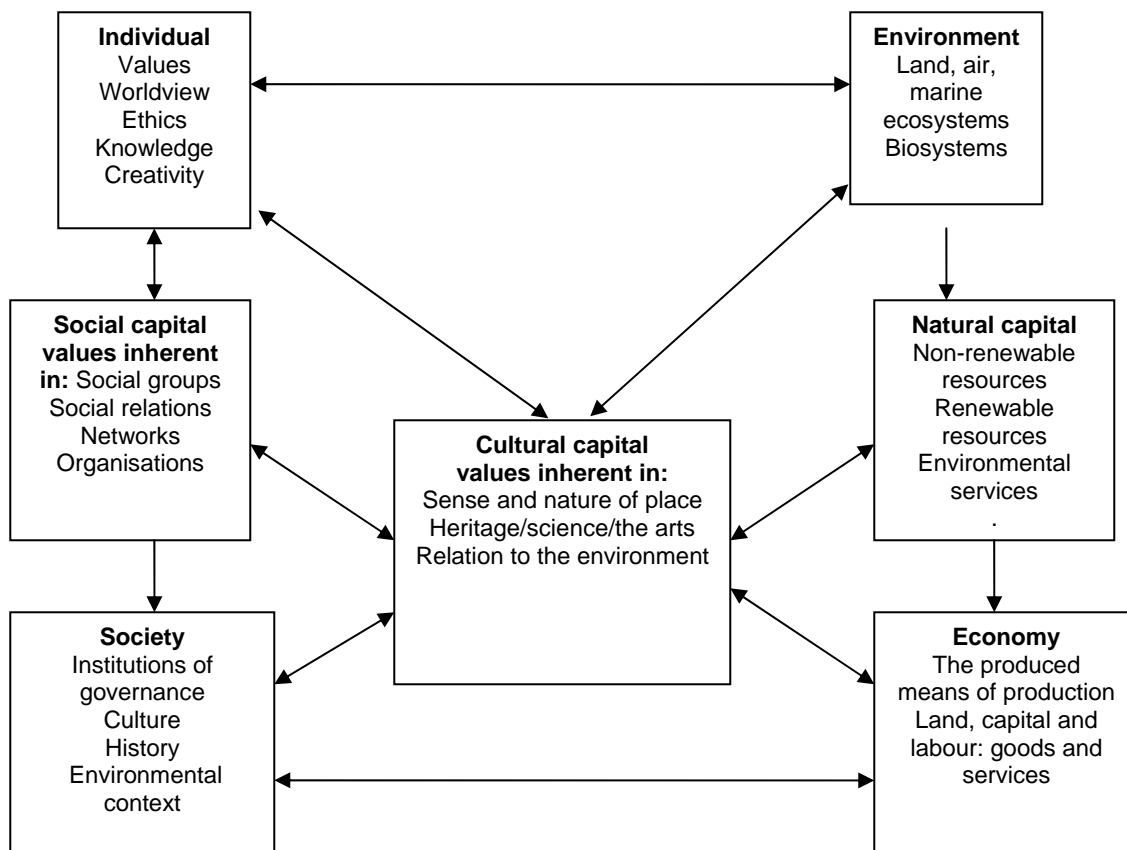 Individual
Values
Worldview
Ethics
Knowledge
Creativity
Environment
Land, air,
marine
ecosystems
Biosystems
Social capital
values inherent
in: Social groups
Social relations
Networks
Organisations
Cultural capital
values inherent in:
Sense and nature of place
Heritage/science/the arts
Relation to the environment
Natural capital
Non-renewable
resources
Renewable
resources
Environmental
services
.
Society
Institutions of
governance
Culture
History
Environmental
context
Economy
The produced
means of production
Land, capital and
labour: goods and
services